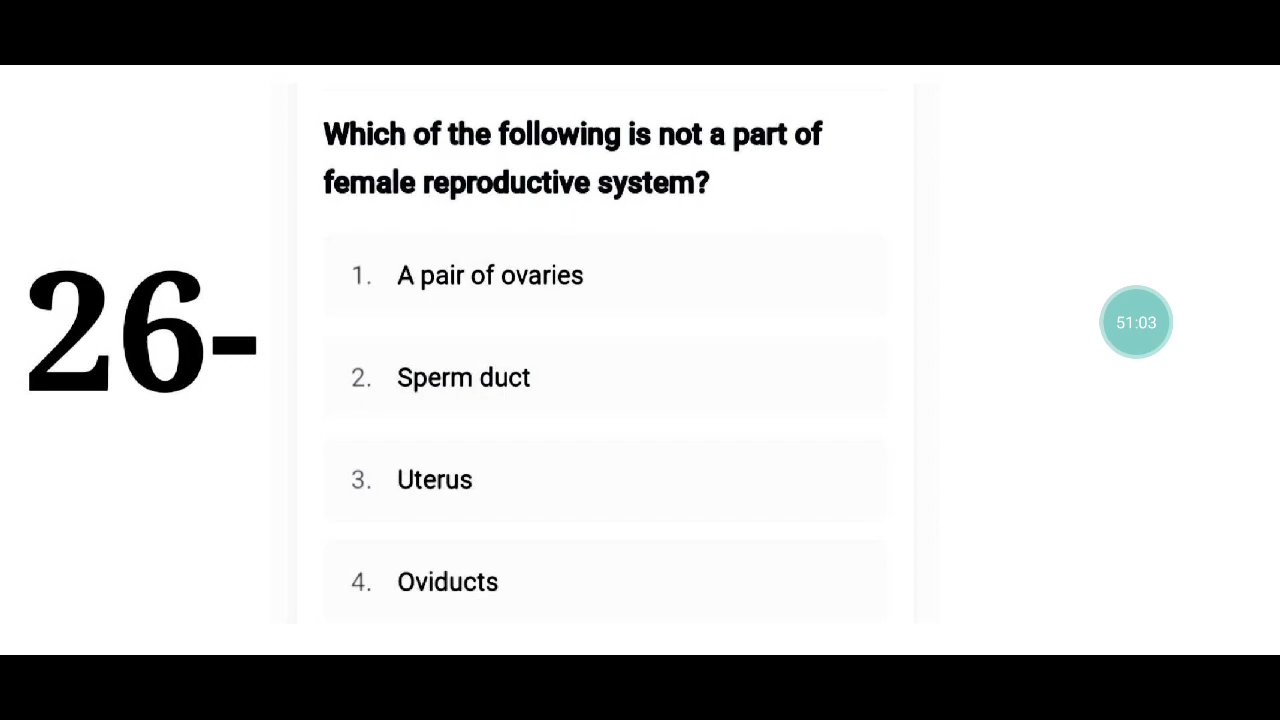 Which of the following is not a part of
female reproductive system?
26-
1. A pair of ovaries
51:03
2. Sperm duct
3. Uterus
4. Oviducts